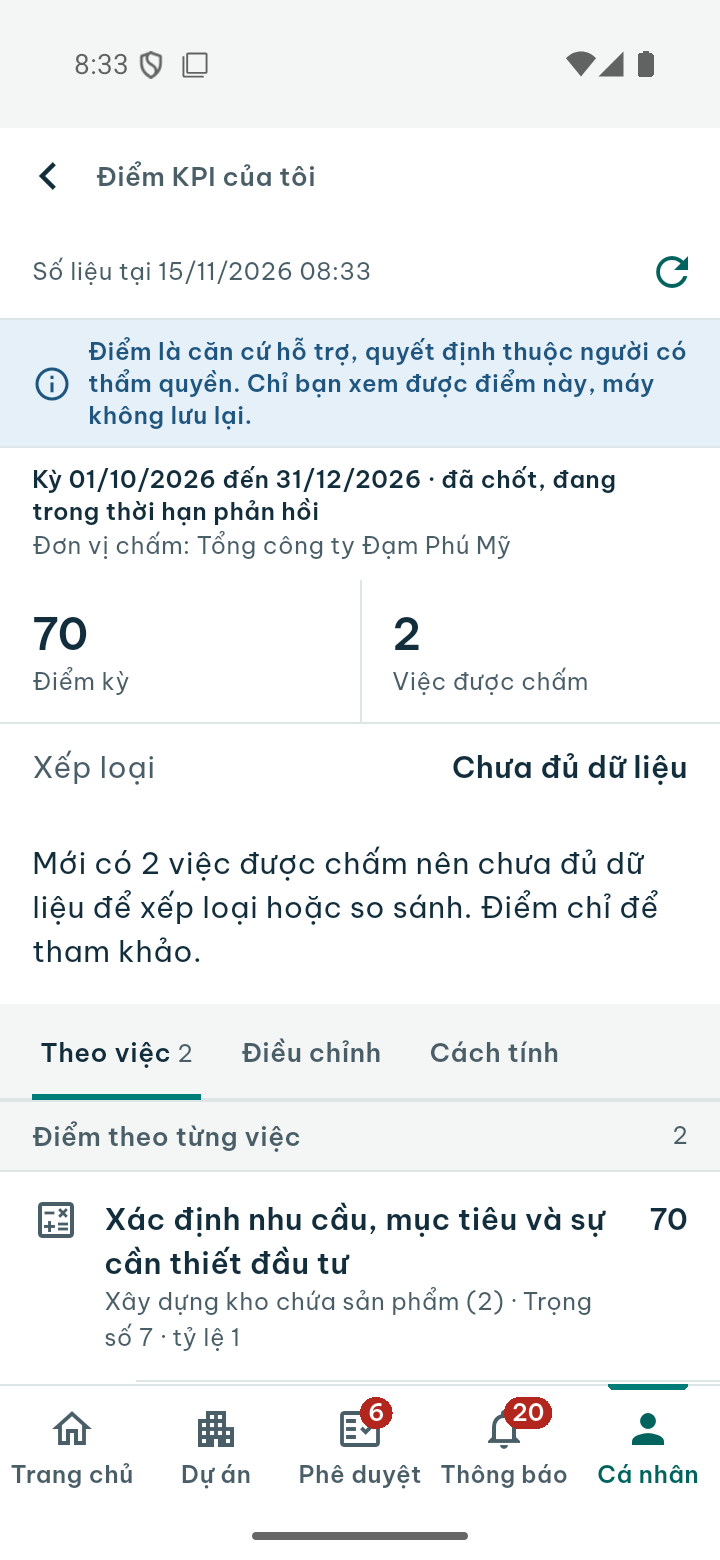 8:33
Điểm KPI của tôi
Số liệu tại 15/11/2026 08:33
Điểm là căn cứ hỗ trợ, quyết định thuộc người có
thẩm quyền. Chỉ bạn xem được điểm này, máy
không lưu lại.
Kỳ 01/10/2026 đến 31/12/2026 · đã chốt, đang
trong thời hạn phản hồi
Đơn vị chấm: Tổng công ty Đạm Phú Mỹ
70
Điểm kỳ
2
Việc được chấm
Xếp loại
Chưa đủ dữ liệu
Mới có 2 việc được chấm nên chưa đủ dữ
liệu để xếp loại hoặc so sánh. Điểm chỉ để
tham khảo.
Theo việc 2
Điều chỉnh
Cách tính
Điểm theo từng việc
2
Xác định nhu cầu, mục tiêu và sự
cần thiết đầu tư
70
Xây dựng kho chứa sản phẩm (2) · Trọng
số 7 · tỷ lệ 1
6
20
Trang chủ
Dự án
Phê duyệt
Thông báo
Cá nhân